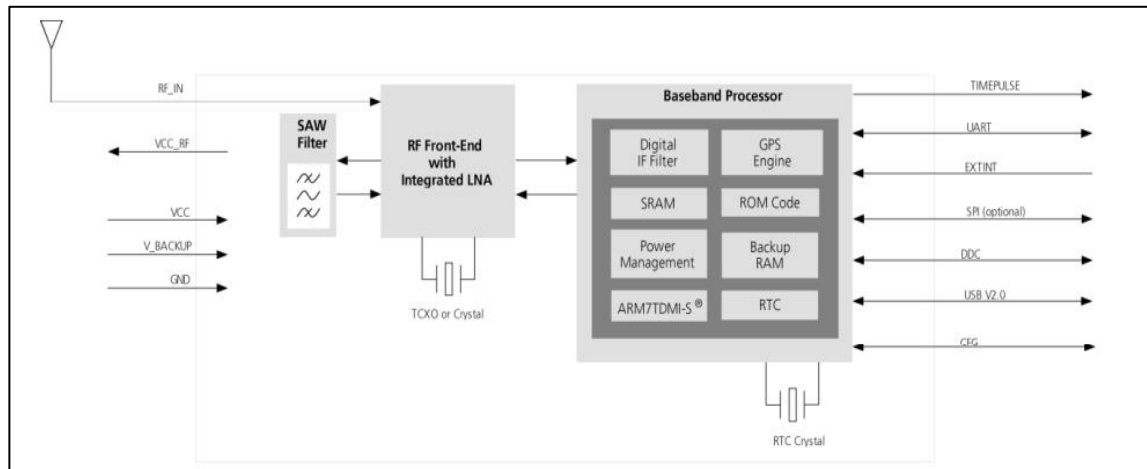 RF_IN
VCC_RF
VCC
V_BACKUP
GND
SAW
Filter
RF Front-End
with
Integrated LNA
TCXO or Crystal
Baseband Processor
Digital
IF Filter
GPS
Engine
SRAM
ROM Code
Power
Management
Backup
RAM
ARM7TDMI-S®
RTC
RTC Crystal
TIMEPULSE
UART
EXTINT
SPI (optional)
DDC
USB V2.0
CFG